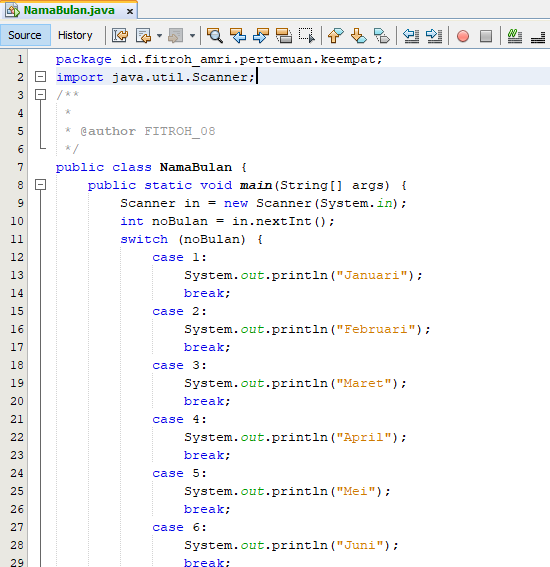 NamaBulan.java
Source History
1 package id.fitroh_amri.pertemuan.keempat;
2 import java.util.Scanner;
3 /**
4 *
5 * @author FITROH_08
6 */
7 public class NamaBulan {
8 public static void main(String[] args) {
9 Scanner in = new Scanner(System.in);
10 int noBulan = in.nextInt();
11 switch (noBulan) {
12 case 1:
13 System.out.println("Januari");
14 break;
15 case 2:
16 System.out.println("Februari");
17 break;
18 case 3:
19 System.out.println("Maret");
20 break;
21 case 4:
22 System.out.println("April");
23 break;
24 case 5:
25 System.out.println("Mei");
26 break;
27 case 6:
28 System.out.println("Juni");
29 break;